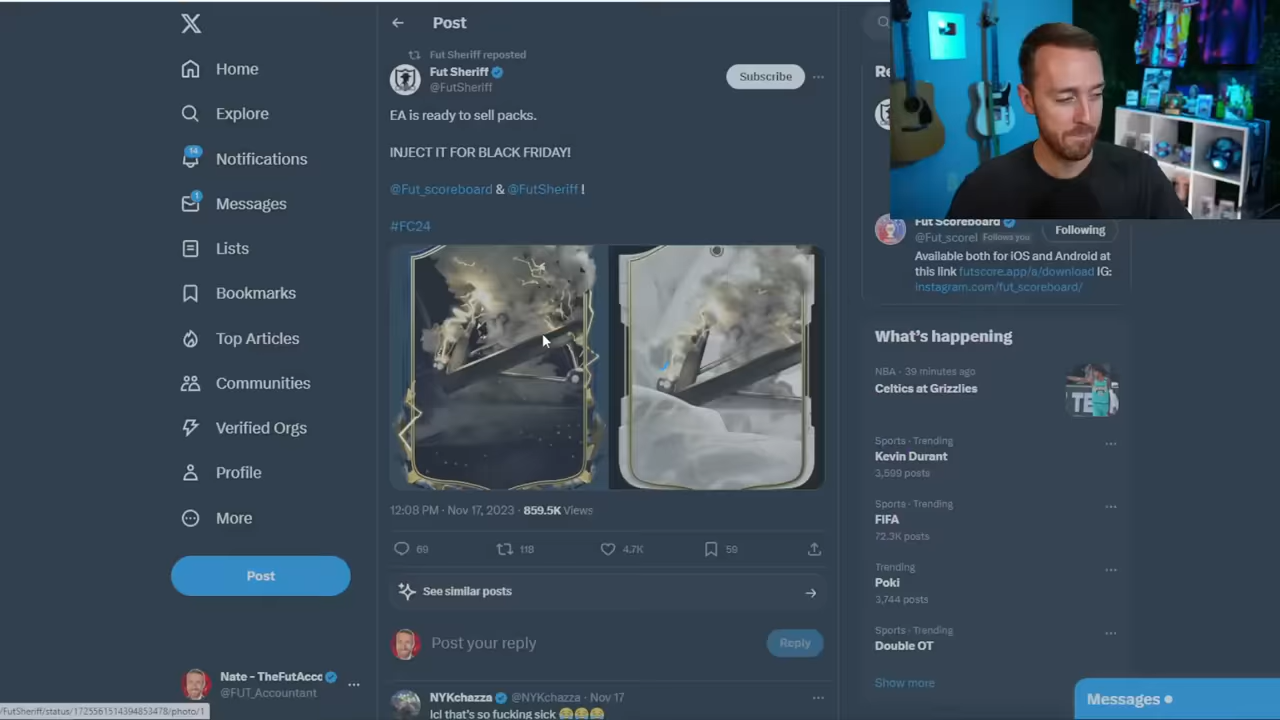 Home
Explore
14
Notifications
1
Messages
Lists
Bookmarks
Top Articles
Communities
Verified Orgs
Profile
More
Post
Nate - TheFutAcco
@FUT_Accountant
/FutSheriff/status/1725561514394853478/photo/1
Post
Fut Sheriff reposted
Fut Sheriff
@FutSheriff
Subscribe
EA is ready to sell packs.
INJECT IT FOR BLACK FRIDAY!
@Fut_scoreboard & @FutSheriff !
#FC24
12:08 PM · Nov 17, 2023 · 859.5K Views
69 118 4.7K 59
See similar posts
Post your reply
Reply
NYKchazza @NYKchazza · Nov 17
Icl that's so fucking sick 😂😂😂
Re
Fut Scoreboard
@Fut_scorel Follows you
Following
Available both for iOS and Android at
this link futscore.app/a/download IG:
instagram.com/fut_scoreboard/
What's happening
NBA · 39 minutes ago
Celtics at Grizzlies
Sports · Trending
Kevin Durant
3,599 posts
Sports · Trending
FIFA
72.3K posts
Trending
Poki
3,744 posts
Sports · Trending
Double OT
Show more
Messages